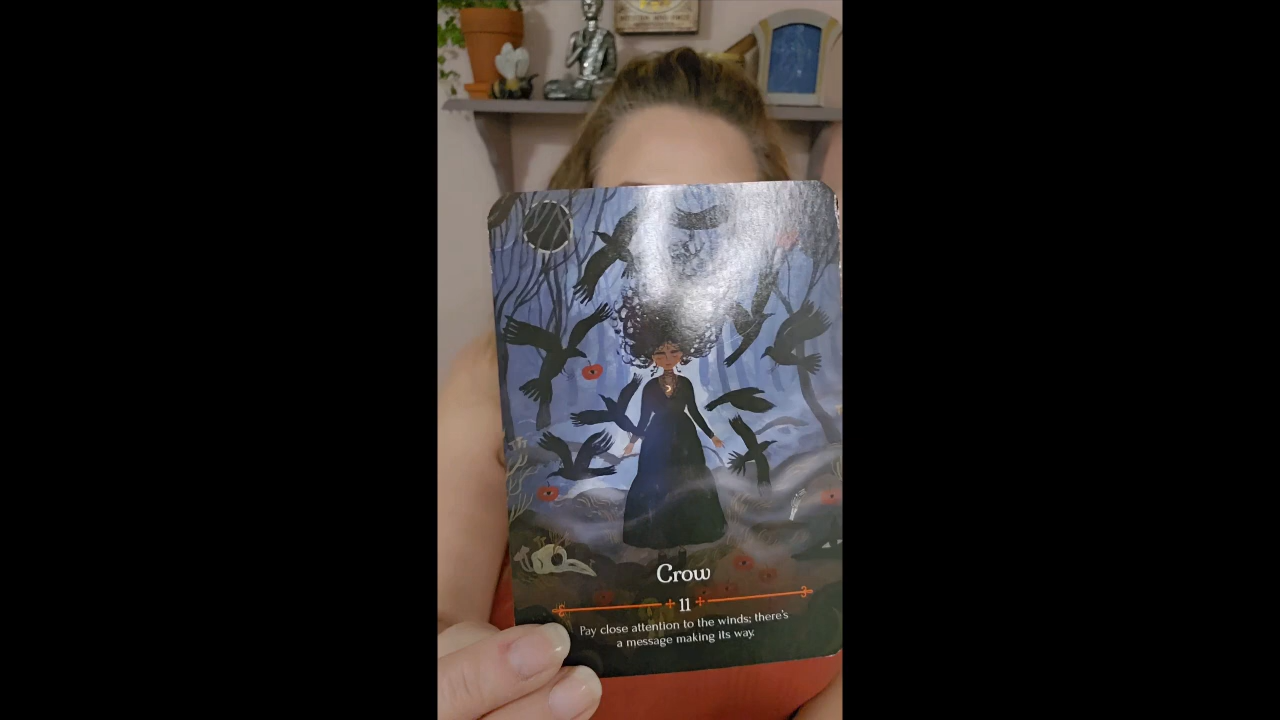 Crow
11
Pay close attention to the winds; there's
a message making its way.